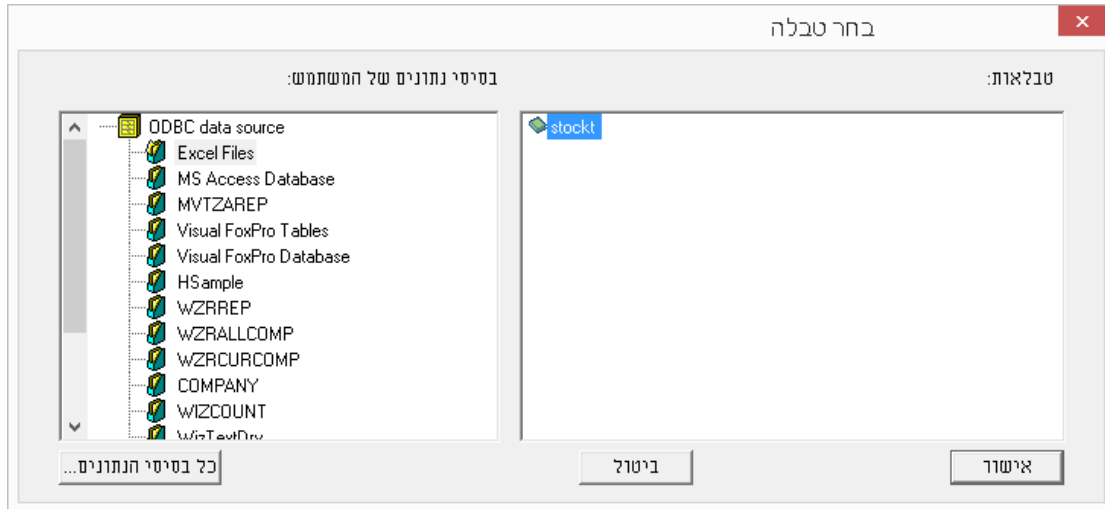 בחר טבלה
טבלאות:
בסיסי נתונים של המשתמש:
stockt
ODBC data source
Excel Files
MS Access Database
MVTZAREP
Visual FoxPro Tables
Visual FoxPro Database
HSample
WZRREP
WZRALLCOMP
WZRCURCOMP
COMPANY
WIZCOUNT
WizTextDrv
אישור
ביטול
כל בסיסי הנתונים...